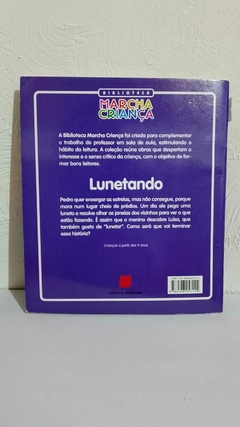 BIBLIOTECA
MARCHA
CRIANÇA
A Biblioteca Marcha Criança foi criada para complementar
o trabalho do professor em sala de aula, estimulando o
hábito da leitura. A coleção reúne obras que despertam o
interesse e o senso crítico da criança, com o objetivo de for-
mar bons leitores.
Lunetando
Pedro quer enxergar as estrelas, mas não consegue, porque
mora num lugar cheio de prédios. Um dia ele pega uma
luneta e resolve olhar as janelas dos vizinhos para ver o que
estão fazendo. É assim que o menino descobre Luísa, que
também gosta de "lunetar". Como será que vai terminar
essa história?
Crianças a partir dos 9 anos